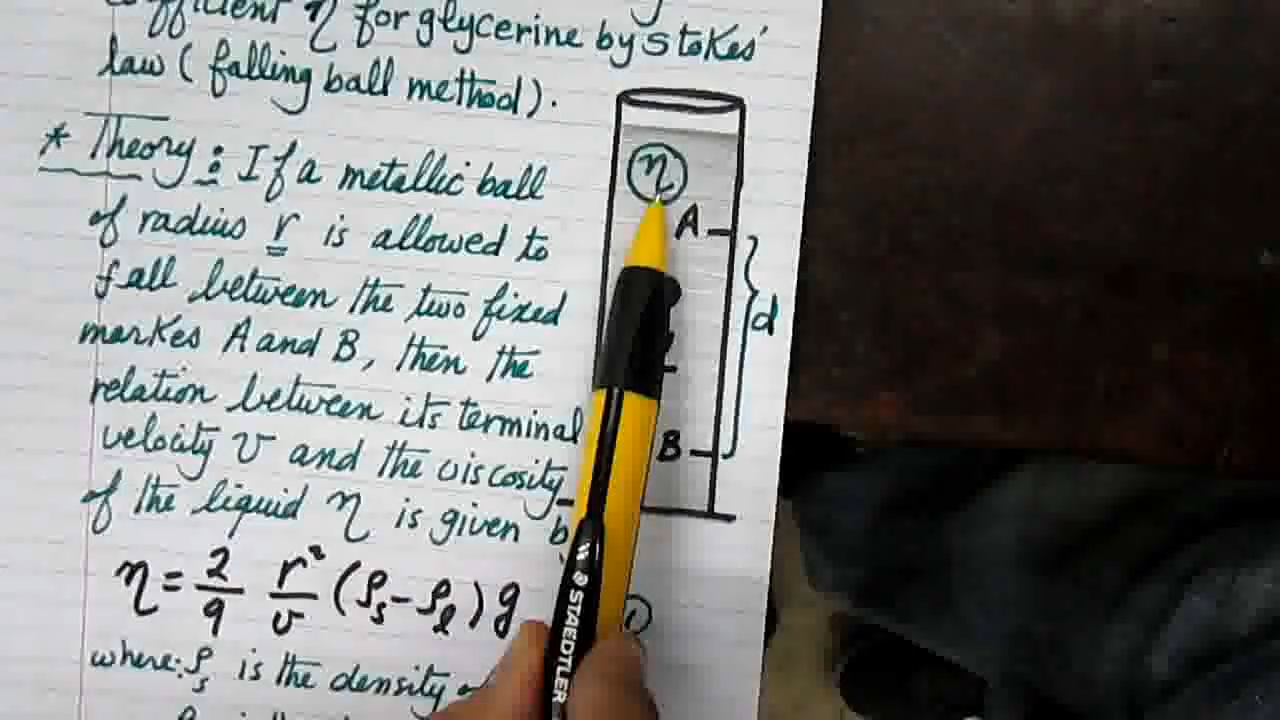 η for glycerine by Stokes'
law (falling ball method).
* Theory: If a metallic ball
of radius r is allowed to
fall between the two fixed
markes A and B, then the
relation between its terminal
velocity v and the viscosity
of the liquid η is given
η = 2/9 r²/v (ρs - ρl) g
where: ρs is the density
η
A
d
B
(1)
STAEDTLER